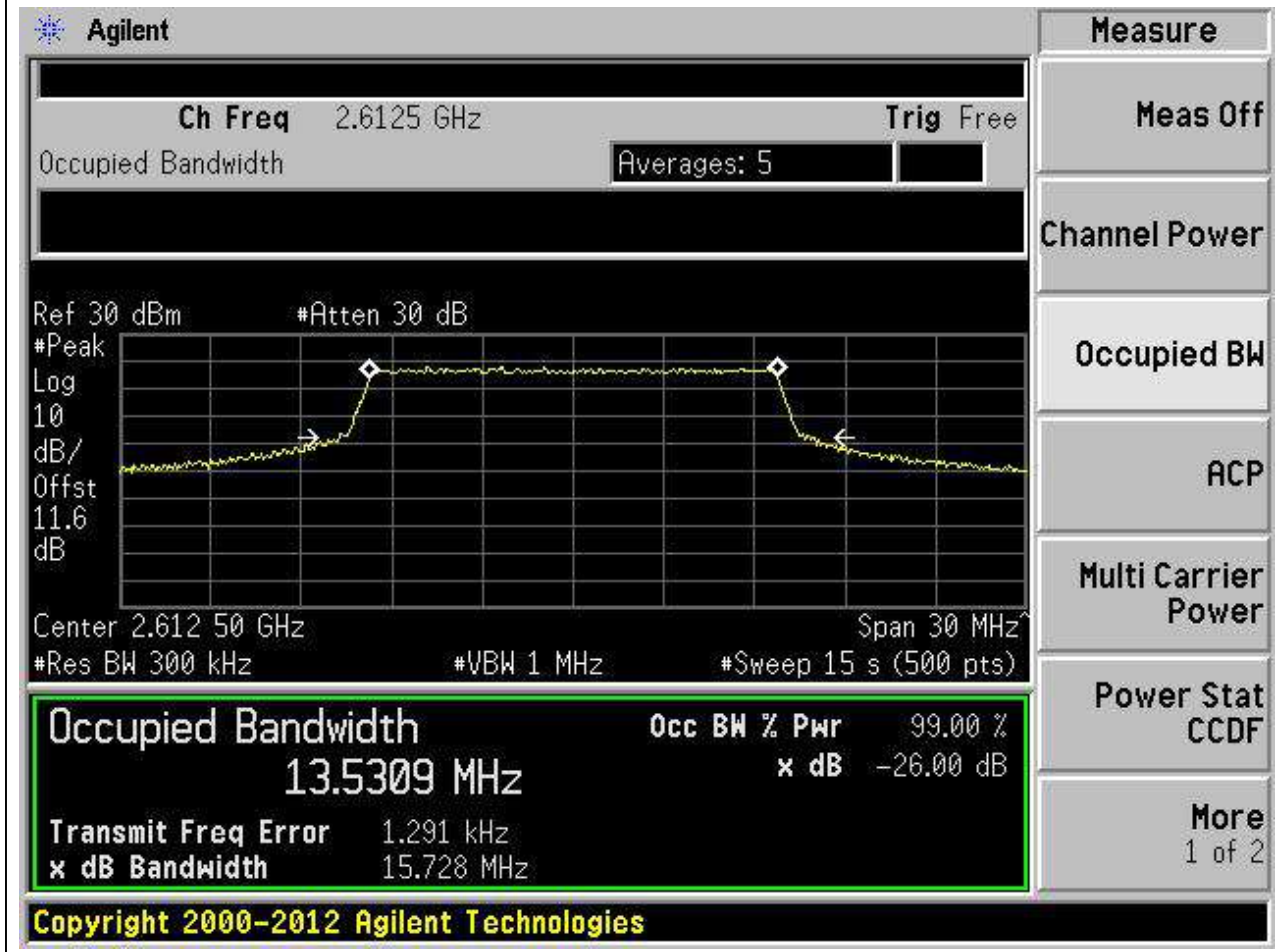 Agilent
Measure
Ch Freq 2.6125 GHz Trig Free
Occupied Bandwidth Averages: 5
Meas Off
Channel Power
Occupied BW
ACP
Multi Carrier
Power
Power Stat
CCDF
More
1 of 2
Ref 30 dBm #Atten 30 dB
#Peak
Log
10
dB/
Offst
11.6
dB
Center 2.612 50 GHz Span 30 MHz^
#Res BW 300 kHz #VBW 1 MHz #Sweep 15 s (500 pts)
Occupied Bandwidth Occ BW % Pwr 99.00 %
13.5309 MHz x dB -26.00 dB
Transmit Freq Error 1.291 kHz
x dB Bandwidth 15.728 MHz
Copyright 2000-2012 Agilent Technologies